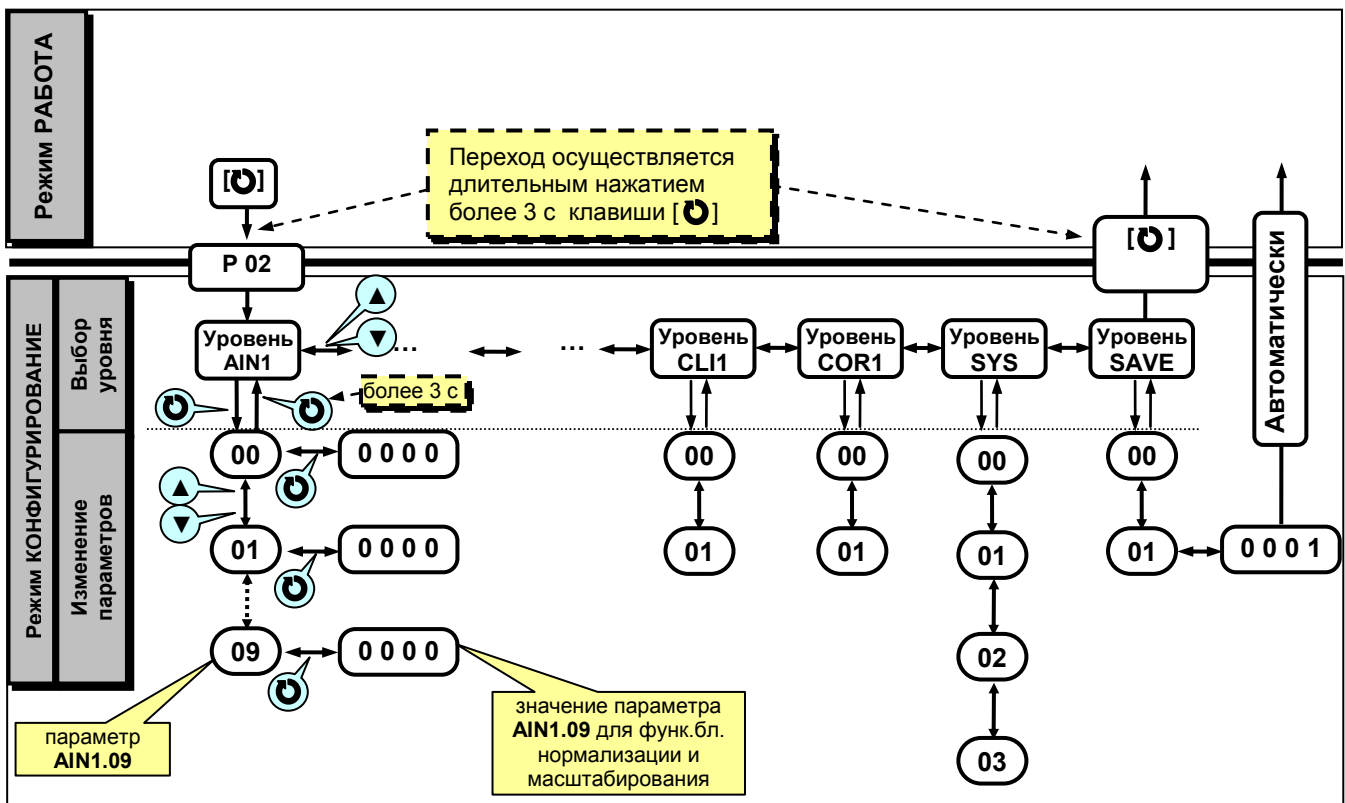 Режим РАБОТА
Переход осуществляется
длительным нажатием
более 3 с клавиши [↻]
[↻]
[↻]
P 02
Автоматически
Режим КОНФИГУРИРОВАНИЕ
Выбор
уровня
Уровень
AIN1
▲
▼
...
...
Уровень
CLI1
Уровень
COR1
Уровень
SYS
Уровень
SAVE
↻
↻
более 3 с
Изменение
параметров
00
↻
0 0 0 0
00
00
00
00
▲
▼
01
↻
0 0 0 0
01
01
01
01
0 0 0 1
09
↻
0 0 0 0
02
03
параметр
AIN1.09
значение параметра
AIN1.09 для функ.бл.
нормализации и
масштабирования